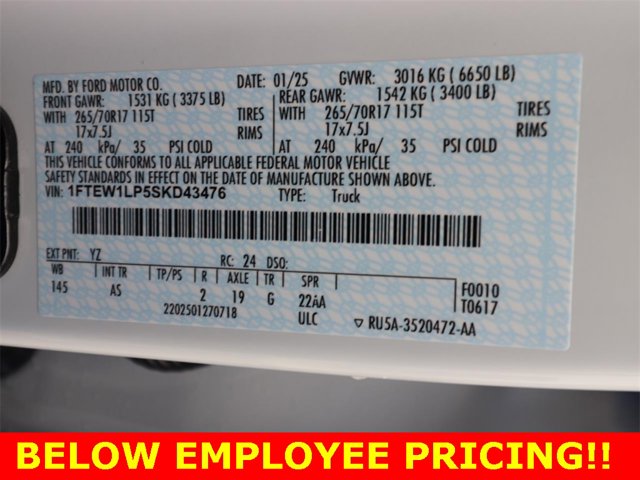 MFD. BY FORD MOTOR CO. DATE: 01/25 GVWR: 3016 KG ( 6650 LB)
FRONT GAWR: 1531 KG ( 3375 LB) REAR GAWR: 1542 KG ( 3400 LB)
WITH 265/70R17 115T TIRES WITH 265/70R17 115T TIRES
17x7.5J RIMS 17x7.5J RIMS
AT 240 kPa/ 35 PSI COLD AT 240 kPa/ 35 PSI COLD
THIS VEHICLE CONFORMS TO ALL APPLICABLE FEDERAL MOTOR VEHICLE
SAFETY STANDARDS IN EFFECT ON THE DATE OF MANUFACTURE SHOWN ABOVE.
VIN: 1FTEW1LP5SKD43476 TYPE: Truck
EXT PNT: YZ RC: 24 DSO:
WB INT TR TP/PS R AXLE TR SPR F0010
145 AS 2 19 G 22AA T0617
2202501270718 ULC ▽ RU5A-3520472-AA
BELOW EMPLOYEE PRICING!!